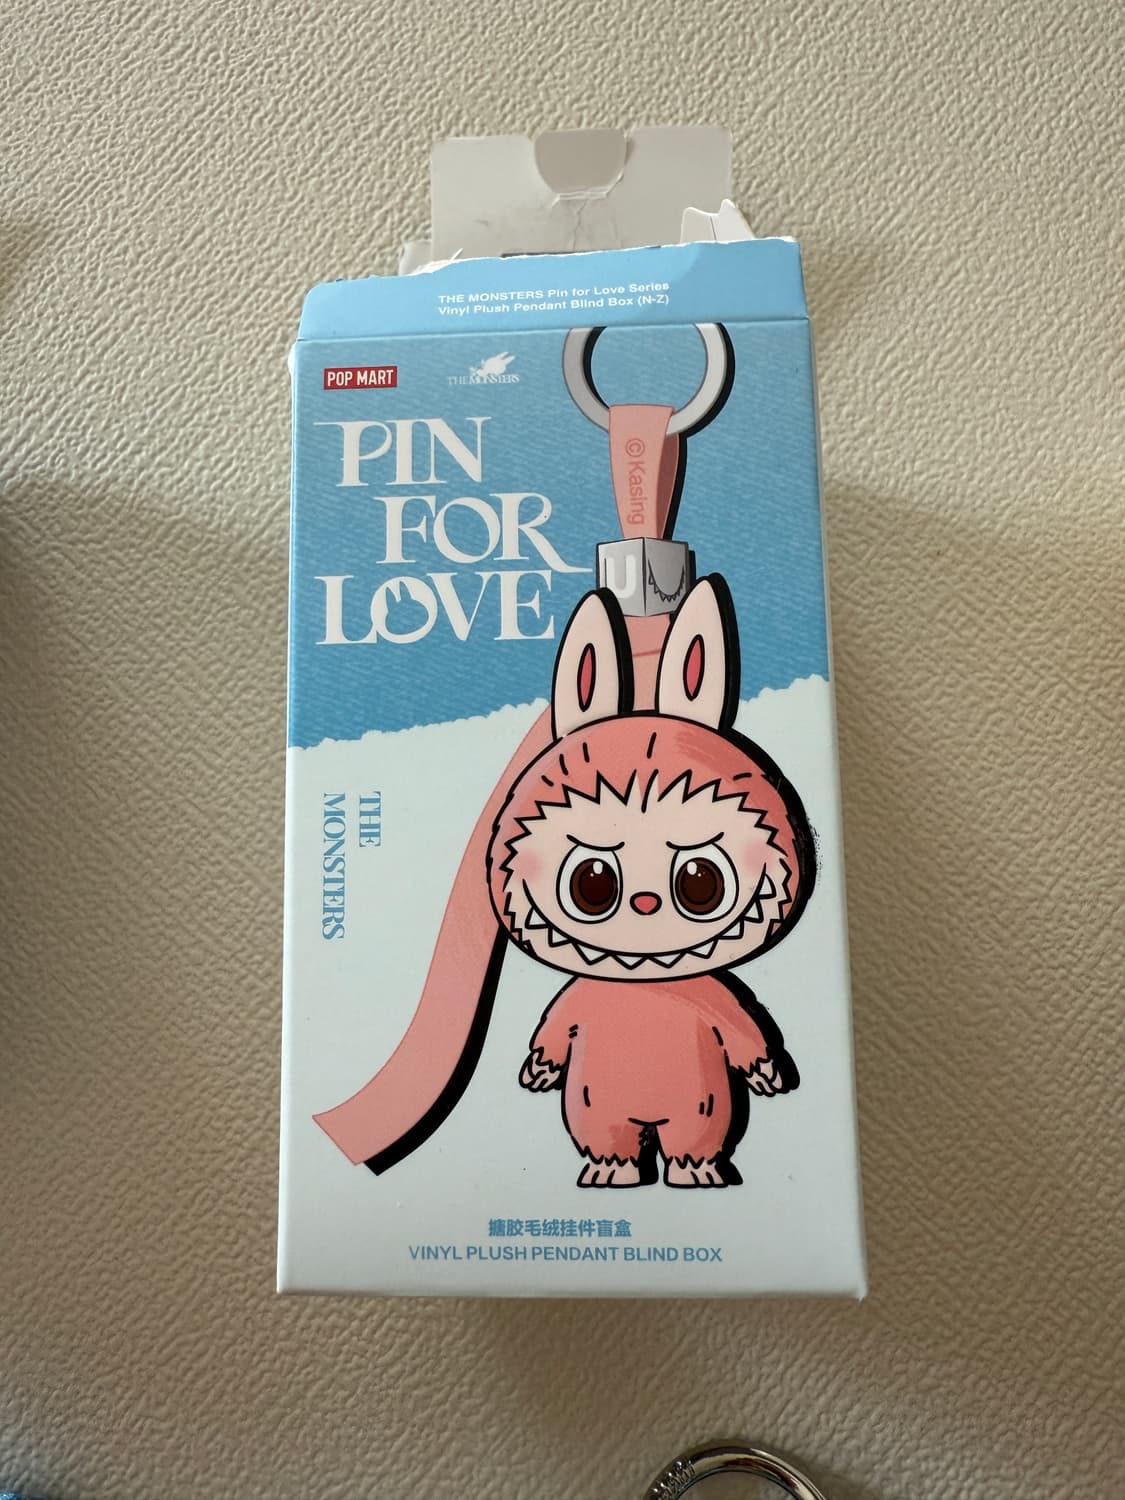 THE MONSTERS Pin for Love Series
Vinyl Plush Pendant Blind Box (N-Z)
POP MART
THE MONSTERS
PIN
FOR
LOVE
© Kasing
U
THE
MONSTERS
搪胶毛绒挂件盲盒
VINYL PLUSH PENDANT BLIND BOX